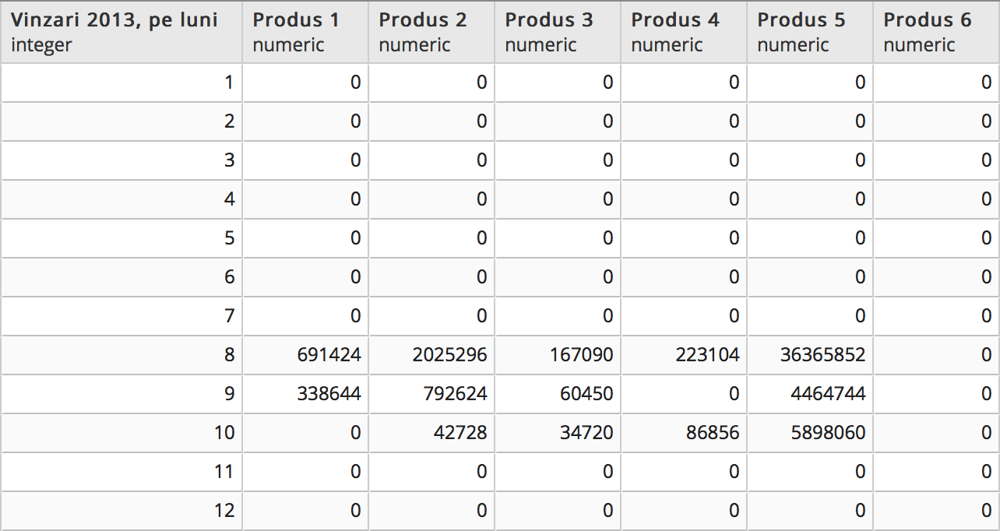 Vinzari 2013, pe luni Produs 1 Produs 2 Produs 3 Produs 4 Produs 5 Produs 6
integer numeric numeric numeric numeric numeric numeric
1 0 0 0 0 0 0
2 0 0 0 0 0 0
3 0 0 0 0 0 0
4 0 0 0 0 0 0
5 0 0 0 0 0 0
6 0 0 0 0 0 0
7 0 0 0 0 0 0
8 691424 2025296 167090 223104 36365852 0
9 338644 792624 60450 0 4464744 0
10 0 42728 34720 86856 5898060 0
11 0 0 0 0 0 0
12 0 0 0 0 0 0